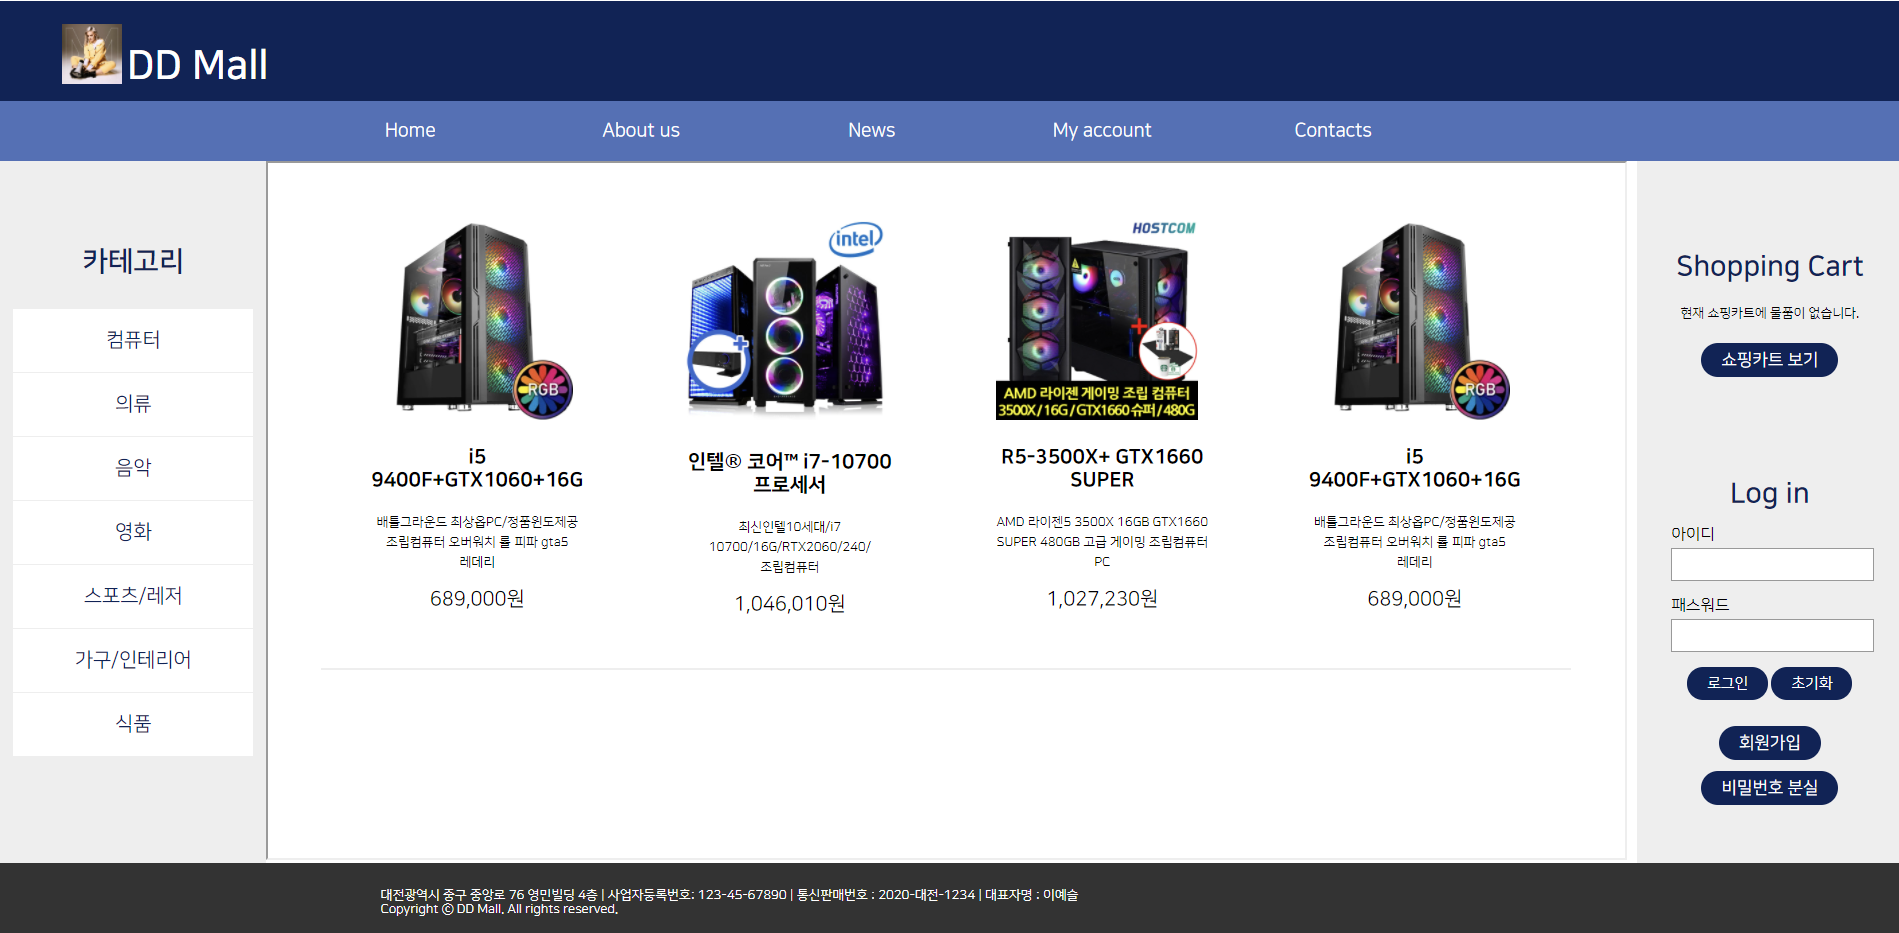 DD Mall
Home
About us
News
My account
Contacts
카테고리
컴퓨터
의류
음악
영화
스포츠/레저
가구/인테리어
식품
RGB
i5
9400F+GTX1060+16G
배틀그라운드 최상옵PC/정품윈도제공
조립컴퓨터 오버워치 롤 피파 gta5
레데리
689,000원
intel
인텔® 코어™ i7-10700
프로세서
최신인텔10세대/i7
10700/16G/RTX2060/240/
조립컴퓨터
1,046,010원
HOSTCOM
AMD 라이젠 게이밍 조립 컴퓨터
3500X/16G/GTX1660슈퍼/480G
R5-3500X+ GTX1660
SUPER
AMD 라이젠5 3500X 16GB GTX1660
SUPER 480GB 고급 게이밍 조립컴퓨터
PC
1,027,230원
RGB
i5
9400F+GTX1060+16G
배틀그라운드 최상옵PC/정품윈도제공
조립컴퓨터 오버워치 롤 피파 gta5
레데리
689,000원
Shopping Cart
현재 쇼핑카트에 물품이 없습니다.
쇼핑카트 보기
Log in
아이디
패스워드
로그인
초기화
회원가입
비밀번호 분실
대전광역시 중구 중앙로 76 영민빌딩 4층 | 사업자등록번호: 123-45-67890 | 통신판매번호 : 2020-대전-1234 | 대표자명 : 이예슬
Copyright ⓒ DD Mall. All rights reserved.